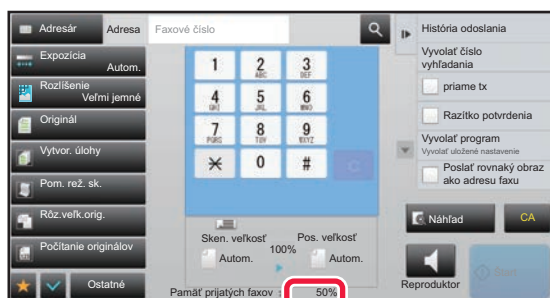 Adresár
Adresa
Faxové číslo
Expozícia
Autom.
Rozlíšenie
Veľmi jemné
Originál
Vytvor. úlohy
Pom. rež. sk.
Rôz.veľk.orig.
Počítanie originálov
Ostatné
1 2 ABC 3 DEF
4 GHI 5 JKL 6 MNO
7 PQRS 8 TUV 9 WXYZ
0 #
C
Sken. veľkosť
100%
Pos. veľkosť
Autom.
Autom.
Pamäť prijatých faxov :
50%
História odoslania
Vyvolať číslo
vyhľadania
priame tx
Razítko potvrdenia
Vyvolať program
Vyvolať uložené nastavenie
Poslať rovnaký obraz
ako adresu faxu
Náhľad
CA
Reproduktor
Start